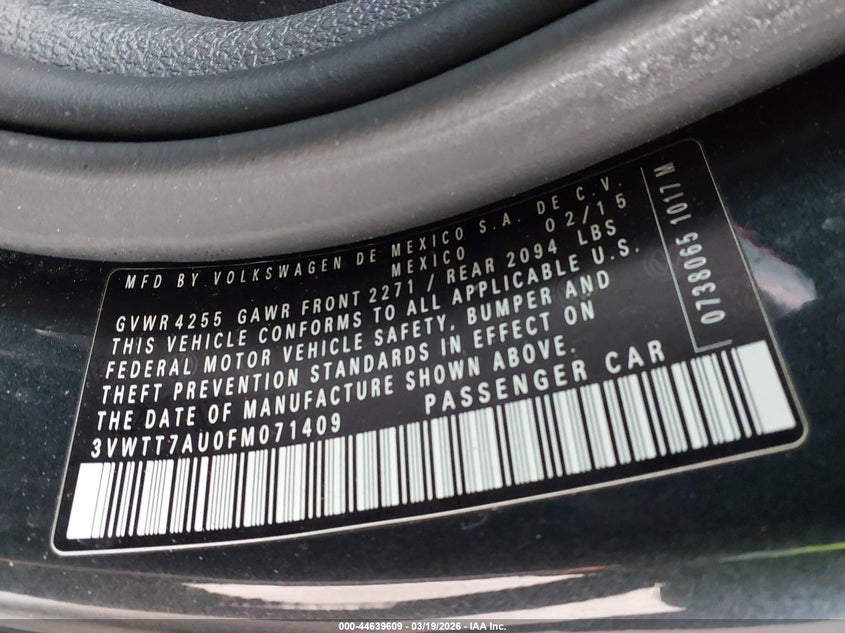 MFD BY VOLKSWAGEN DE MEXICO S.A. DE C.V.
MEXICO 02/15
GVWR 4255 GAWR FRONT 2271 / REAR 2094 LBS
THIS VEHICLE CONFORMS TO ALL APPLICABLE U.S.
FEDERAL MOTOR VEHICLE SAFETY, BUMPER AND
THEFT PREVENTION STANDARDS IN EFFECT ON
THE DATE OF MANUFACTURE SHOWN ABOVE.
3VWTT7AU0FM071409 PASSENGER CAR
0738065 1017 M
000-44639609 — 03/19/2026 — IAA Inc.